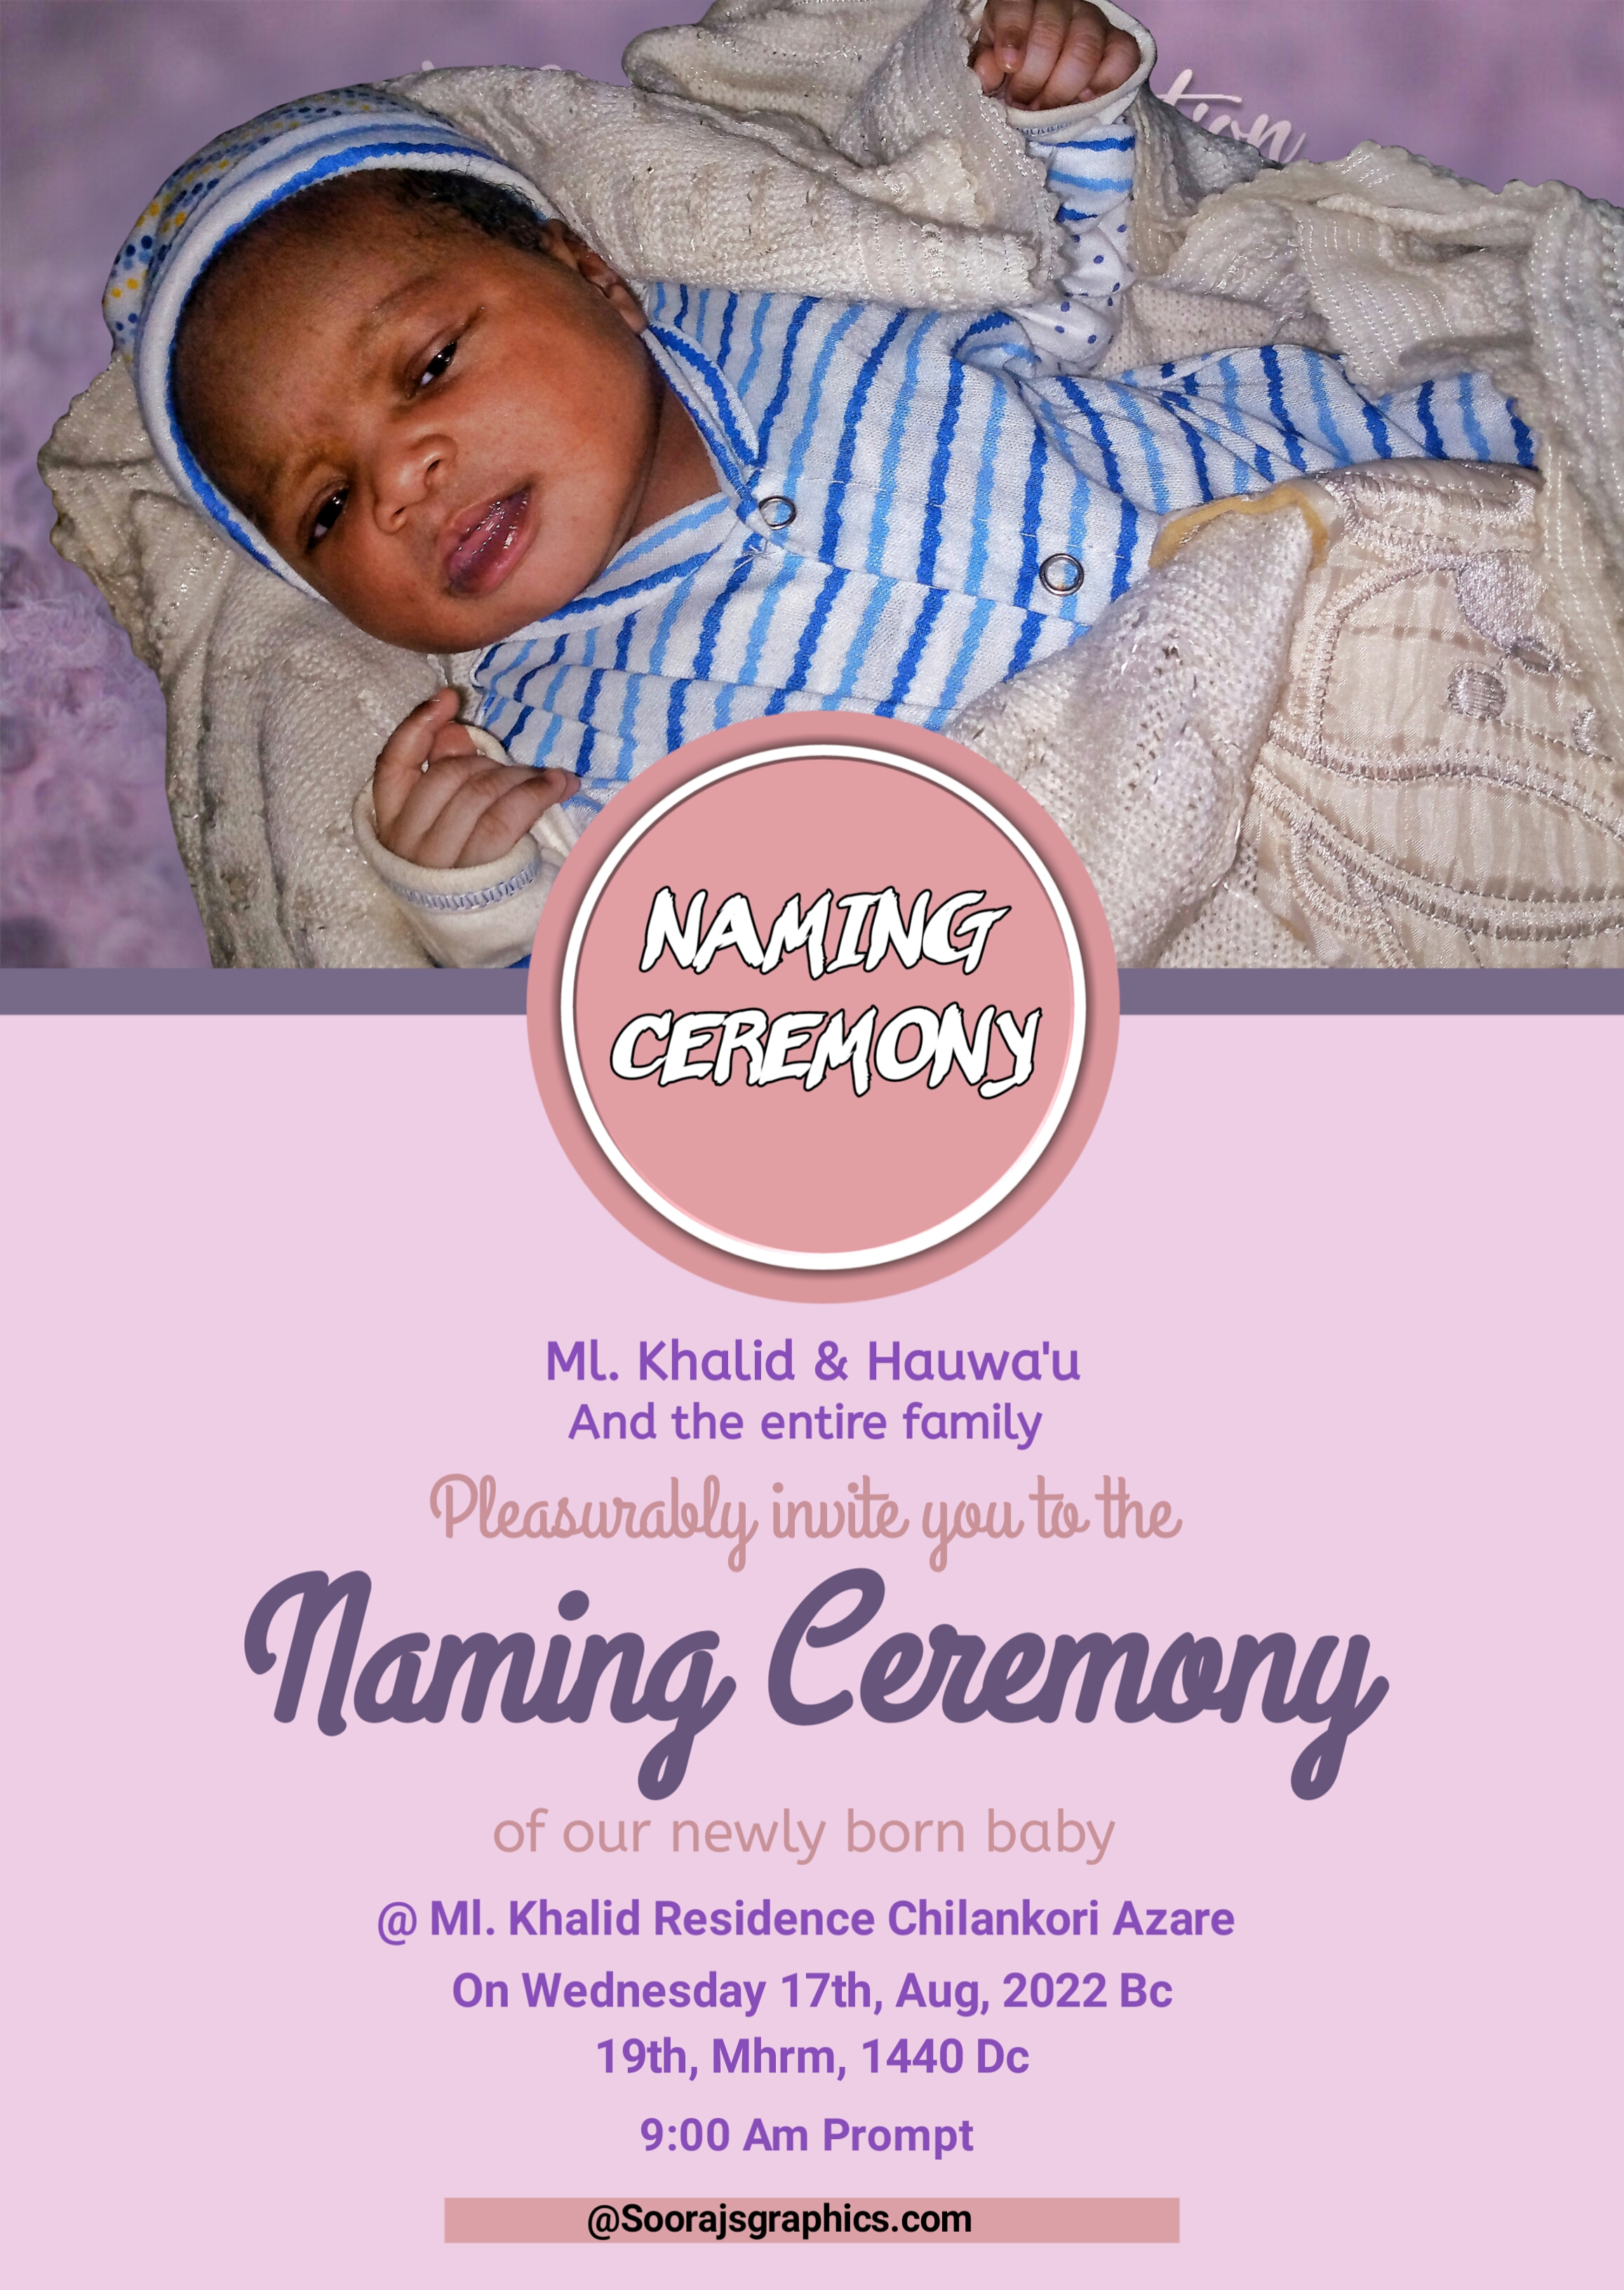 tion
NAMING
CEREMONY
Ml. Khalid & Hauwa'u
And the entire family
Pleasurably invite you to the
Naming Ceremony
of our newly born baby
@ Ml. Khalid Residence Chilankori Azare
On Wednesday 17th, Aug, 2022 Bc
19th, Mhrm, 1440 Dc
9:00 Am Prompt
@Soorajsgraphics.com